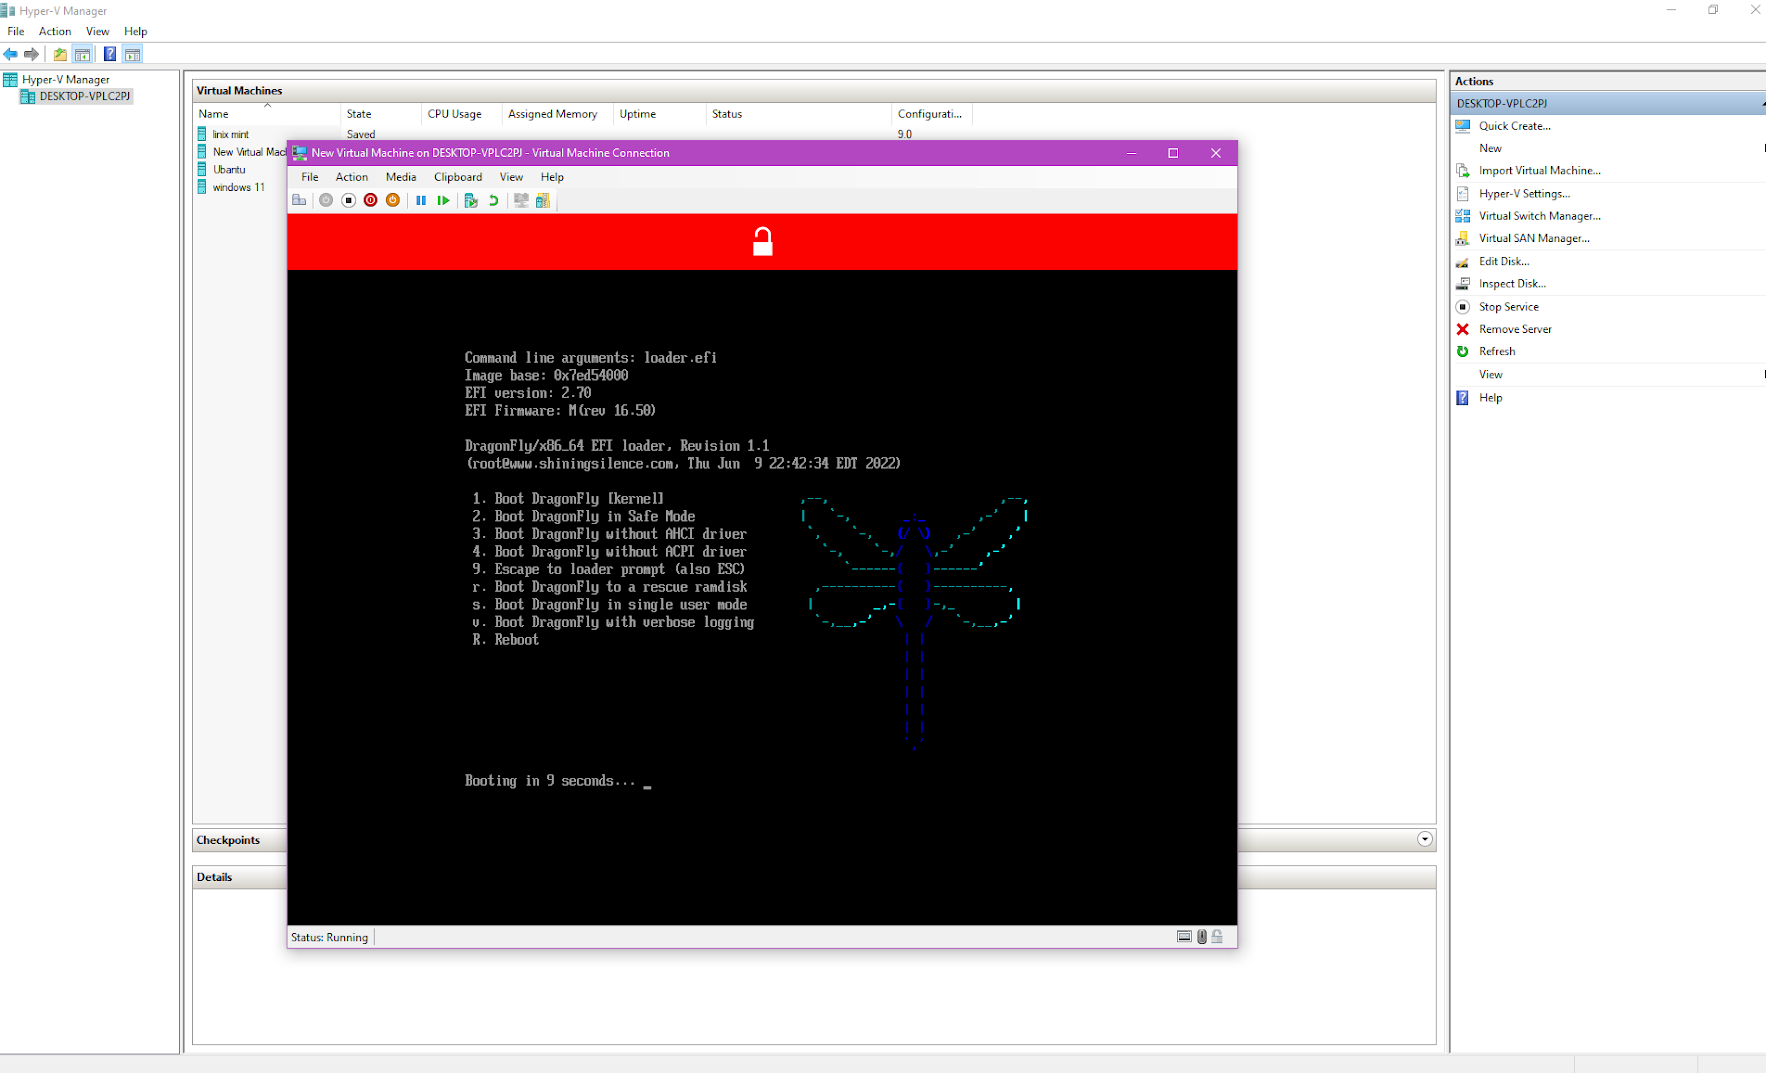 Hyper-V Manager
File Action View Help
Hyper-V Manager
DESKTOP-VPLC2PJ
Virtual Machines
Name State CPU Usage Assigned Memory Uptime Status Configurati...
linix mint Saved 9.0
New Virtual Mach
Ubantu
windows 11
New Virtual Machine on DESKTOP-VPLC2PJ - Virtual Machine Connection
File Action Media Clipboard View Help
Command line arguments: loader.efi
Image base: 0x7ed54000
EFI version: 2.70
EFI Firmware: M(rev 16.50)
DragonFly/x86_64 EFI loader, Revision 1.1
(root@www.shiningsilence.com, Thu Jun 9 22:42:34 EDT 2022)
1. Boot DragonFly [kernel]
2. Boot DragonFly in Safe Mode
3. Boot DragonFly without AHCI driver
4. Boot DragonFly without ACPI driver
9. Escape to loader prompt (also ESC)
r. Boot DragonFly to a rescue ramdisk
s. Boot DragonFly in single user mode
v. Boot DragonFly with verbose logging
R. Reboot
Booting in 9 seconds... _
Status: Running
Checkpoints
Details
Actions
DESKTOP-VPLC2PJ
Quick Create...
New
Import Virtual Machine...
Hyper-V Settings...
Virtual Switch Manager...
Virtual SAN Manager...
Edit Disk...
Inspect Disk...
Stop Service
Remove Server
Refresh
View
Help